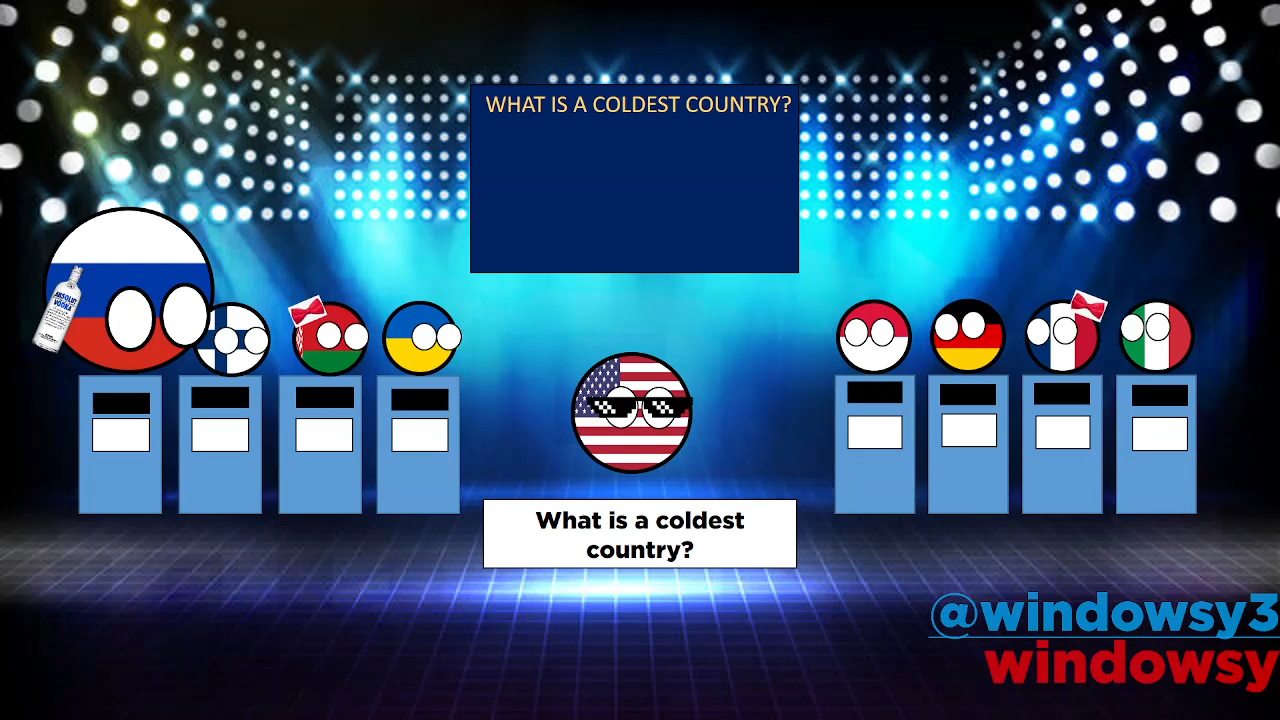 WHAT IS A COLDEST COUNTRY?
ABSOLUT
VODKA
What is a coldest
country?
@windowsy3
windowsy